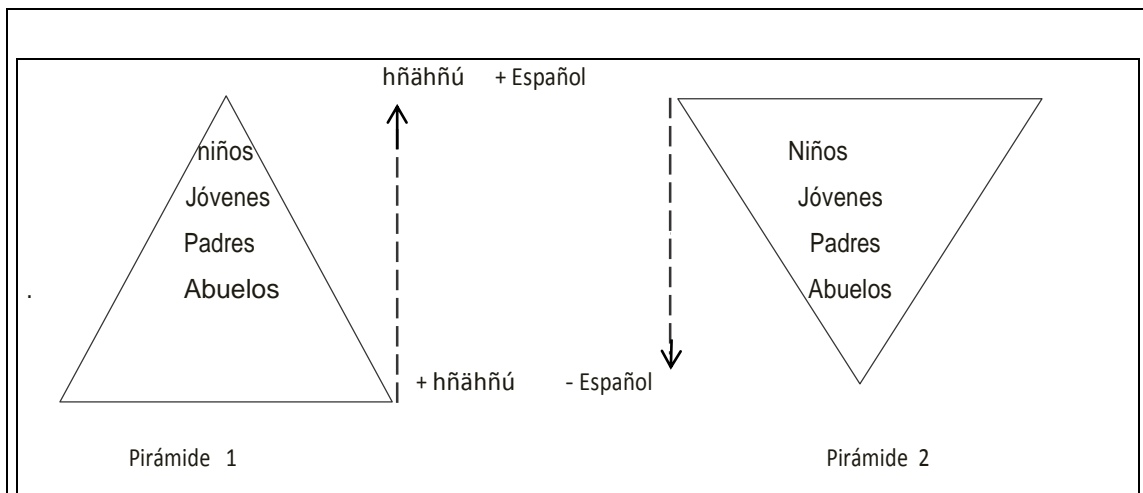 hñähñú + Español
niños
Jóvenes
Padres
Abuelos
.
Niños
Jóvenes
Padres
Abuelos
+ hñähñú - Español
Pirámide 1
Pirámide 2